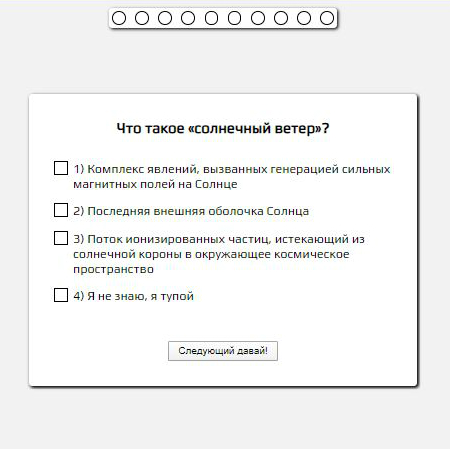 Что такое «солнечный ветер»?
1) Комплекс явлений, вызванных генерацией сильных
магнитных полей на Солнце
2) Последняя внешняя оболочка Солнца
3) Поток ионизированных частиц, истекающий из
солнечной короны в окружающее космическое
пространство
4) Я не знаю, я тупой
Следующий давай!